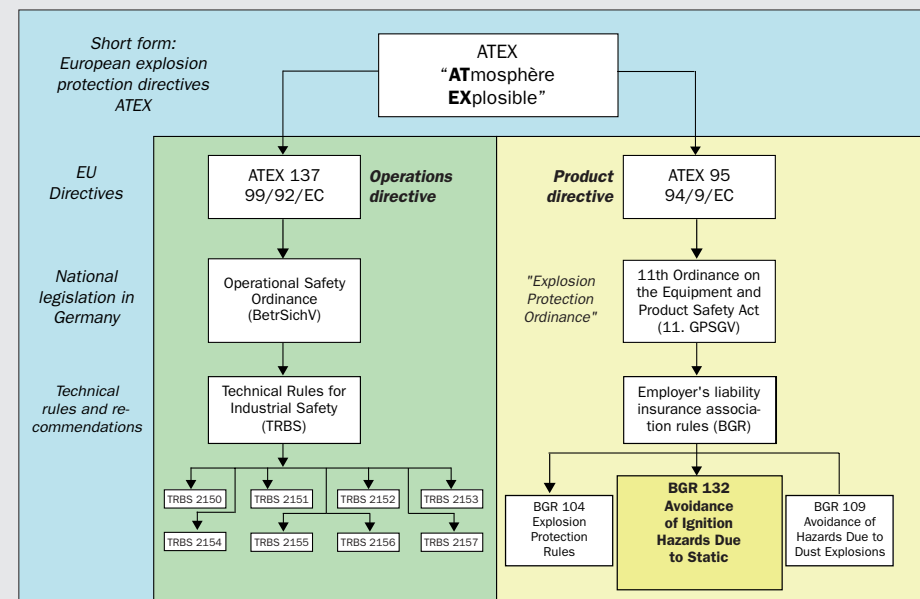 Short form:
European explosion
protection directives
ATEX
ATEX
“ATmosphère
EXplosible”
EU
Directives
ATEX 137
99/92/EC
Operations
directive
Product
directive
ATEX 95
94/9/EC
National
legislation in
Germany
Operational Safety
Ordinance
(BetrSichV)
"Explosion
Protection
Ordinance"
11th Ordinance on
the Equipment and
Product Safety Act
(11. GPSGV)
Technical
rules and re-
commendations
Technical Rules for
Industrial Safety
(TRBS)
Employer's liability
insurance associa-
tion rules (BGR)
TRBS 2150
TRBS 2151
TRBS 2152
TRBS 2153
TRBS 2154
TRBS 2155
TRBS 2156
TRBS 2157
BGR 104
Explosion
Protection
Rules
BGR 132
Avoidance
of Ignition
Hazards Due
to Static
BGR 109
Avoidance of
Hazards Due to
Dust Explosions